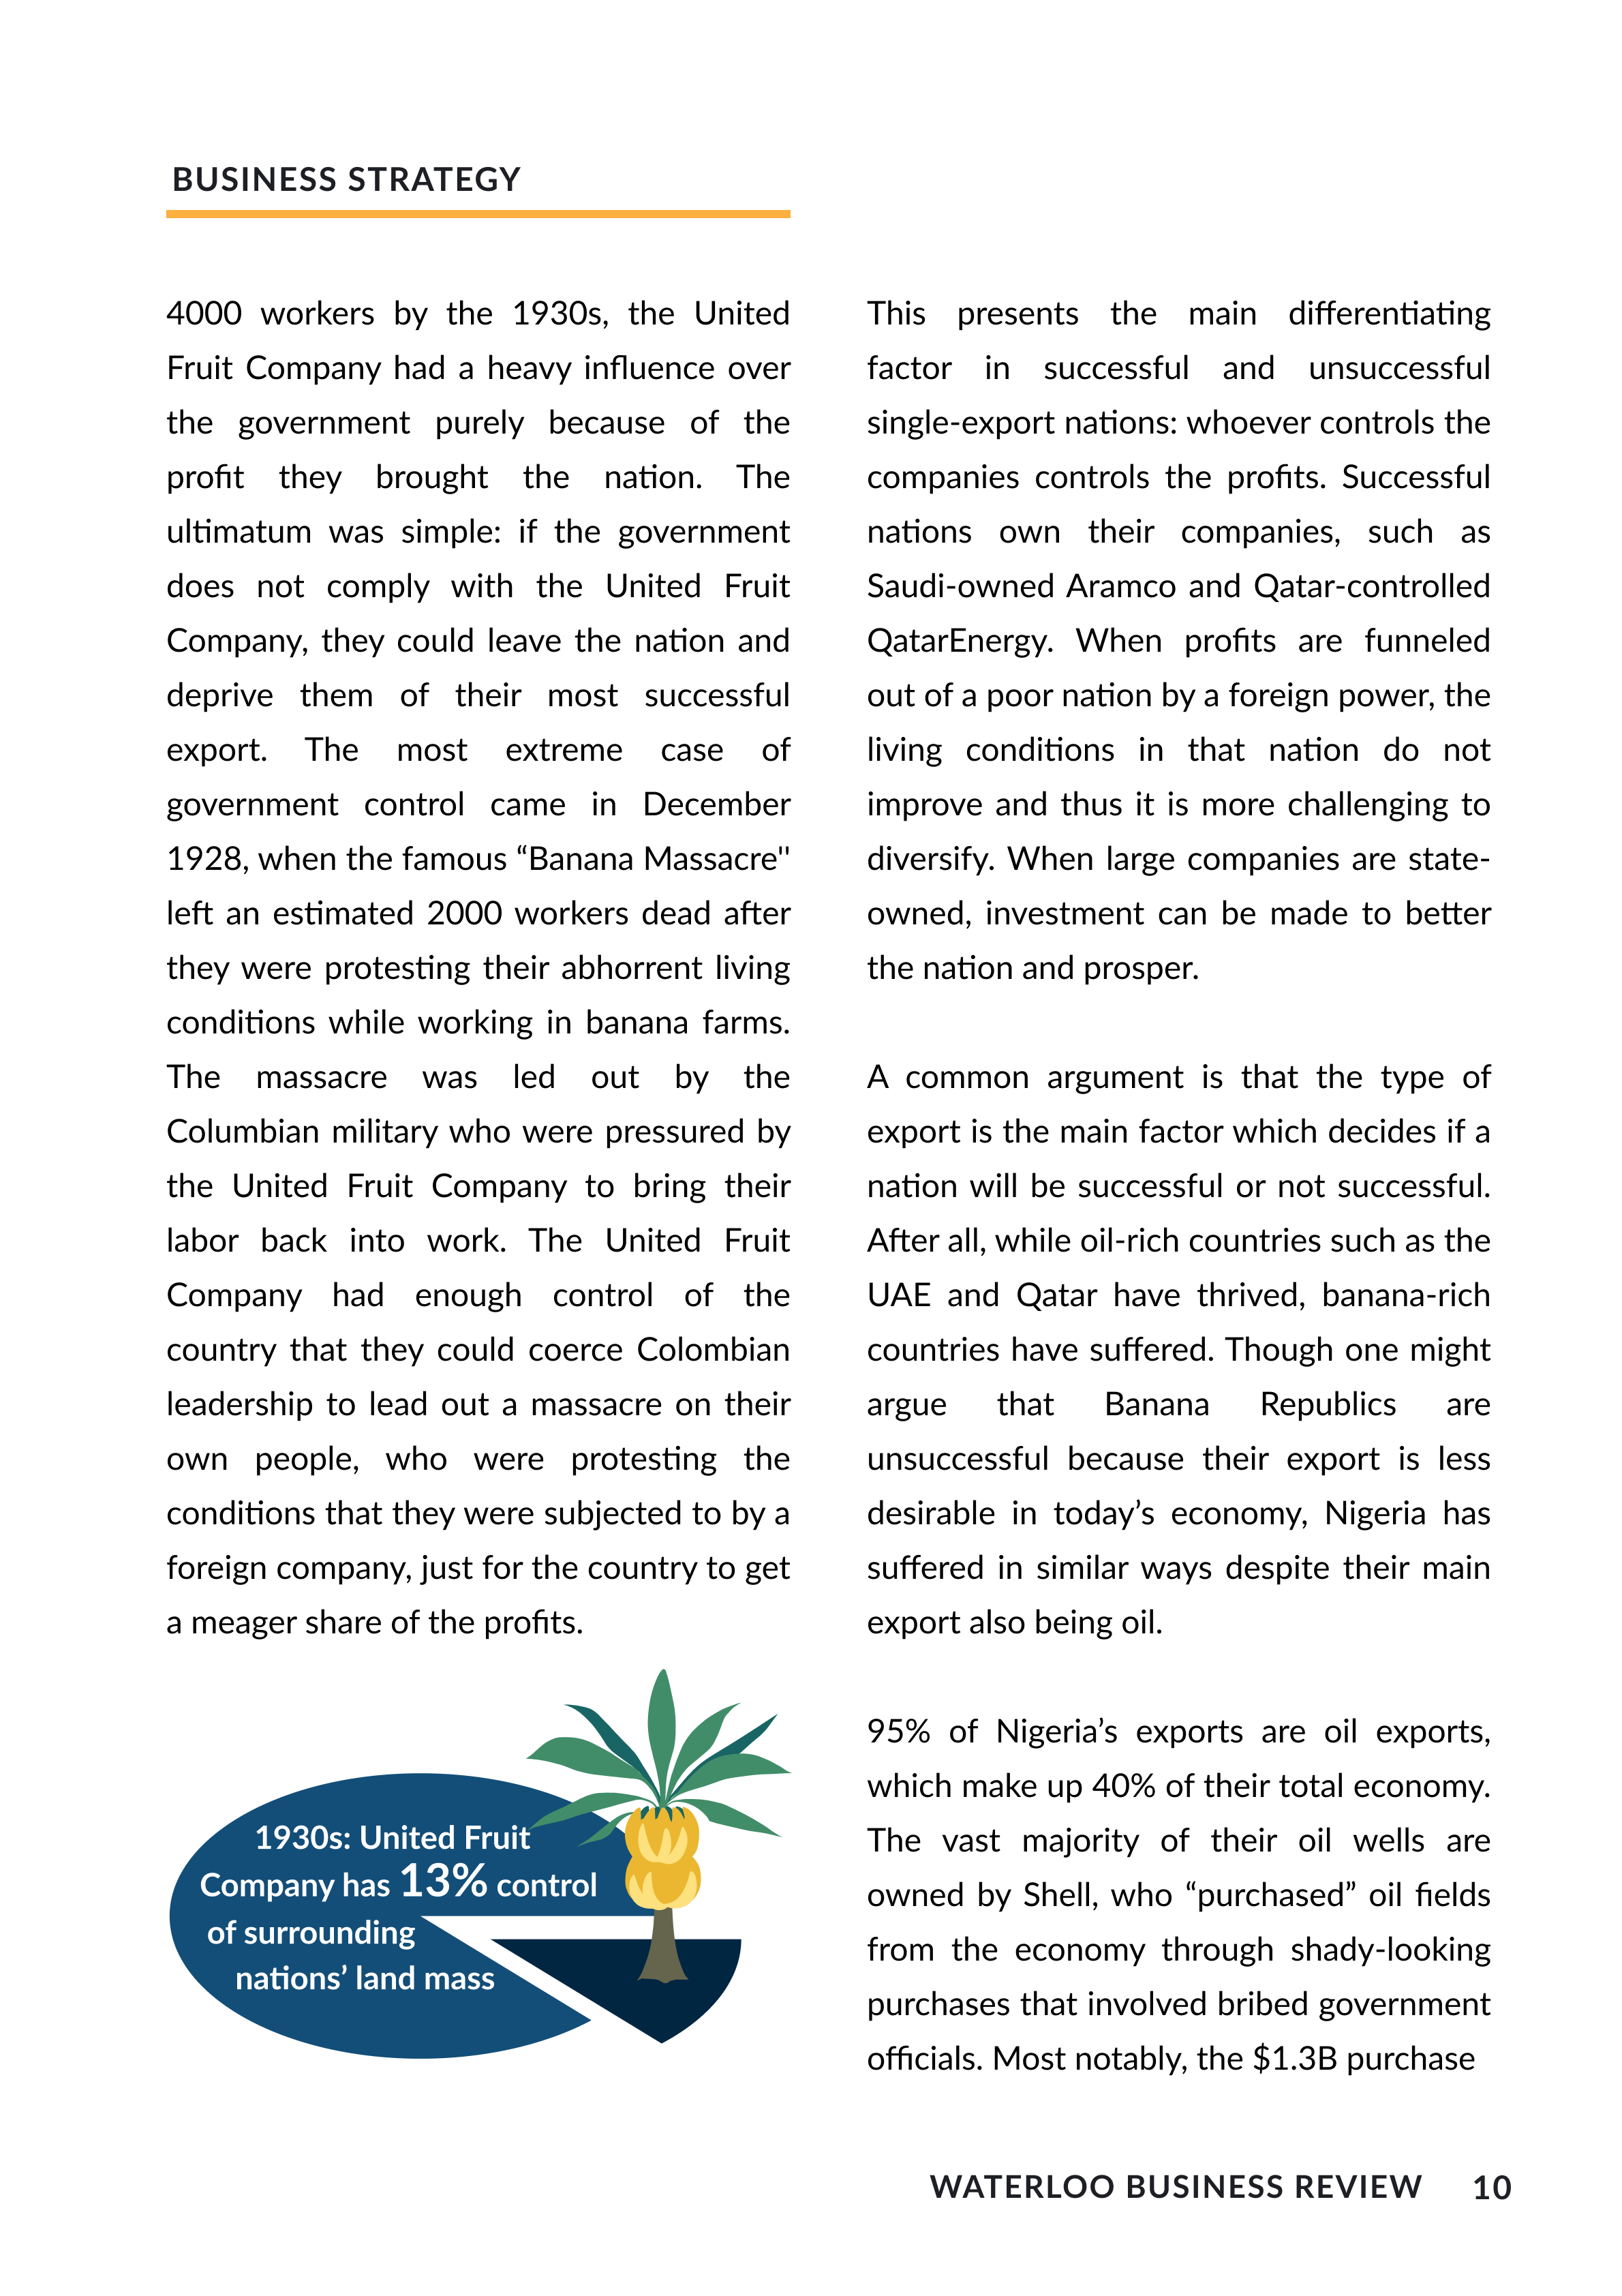 BUSINESS STRATEGY
4000 workers by the 1930s, the United
Fruit Company had a heavy influence over
the government purely because of the
profit they brought the nation. The
ultimatum was simple: if the government
does not comply with the United Fruit
Company, they could leave the nation and
deprive them of their most successful
export. The most extreme case of
government control came in December
1928, when the famous “Banana Massacre"
left an estimated 2000 workers dead after
they were protesting their abhorrent living
conditions while working in banana farms.
The massacre was led out by the
Columbian military who were pressured by
the United Fruit Company to bring their
labor back into work. The United Fruit
Company had enough control of the
country that they could coerce Colombian
leadership to lead out a massacre on their
own people, who were protesting the
conditions that they were subjected to by a
foreign company, just for the country to get
a meager share of the profits.
1930s: United Fruit
Company has 13% control
of surrounding
nations’ land mass
This presents the main differentiating
factor in successful and unsuccessful
single-export nations: whoever controls the
companies controls the profits. Successful
nations own their companies, such as
Saudi-owned Aramco and Qatar-controlled
QatarEnergy. When profits are funneled
out of a poor nation by a foreign power, the
living conditions in that nation do not
improve and thus it is more challenging to
diversify. When large companies are state-
owned, investment can be made to better
the nation and prosper.
A common argument is that the type of
export is the main factor which decides if a
nation will be successful or not successful.
After all, while oil-rich countries such as the
UAE and Qatar have thrived, banana-rich
countries have suffered. Though one might
argue that Banana Republics are
unsuccessful because their export is less
desirable in today’s economy, Nigeria has
suffered in similar ways despite their main
export also being oil.
95% of Nigeria’s exports are oil exports,
which make up 40% of their total economy.
The vast majority of their oil wells are
owned by Shell, who “purchased” oil fields
from the economy through shady-looking
purchases that involved bribed government
officials. Most notably, the $1.3B purchase
WATERLOO BUSINESS REVIEW 10